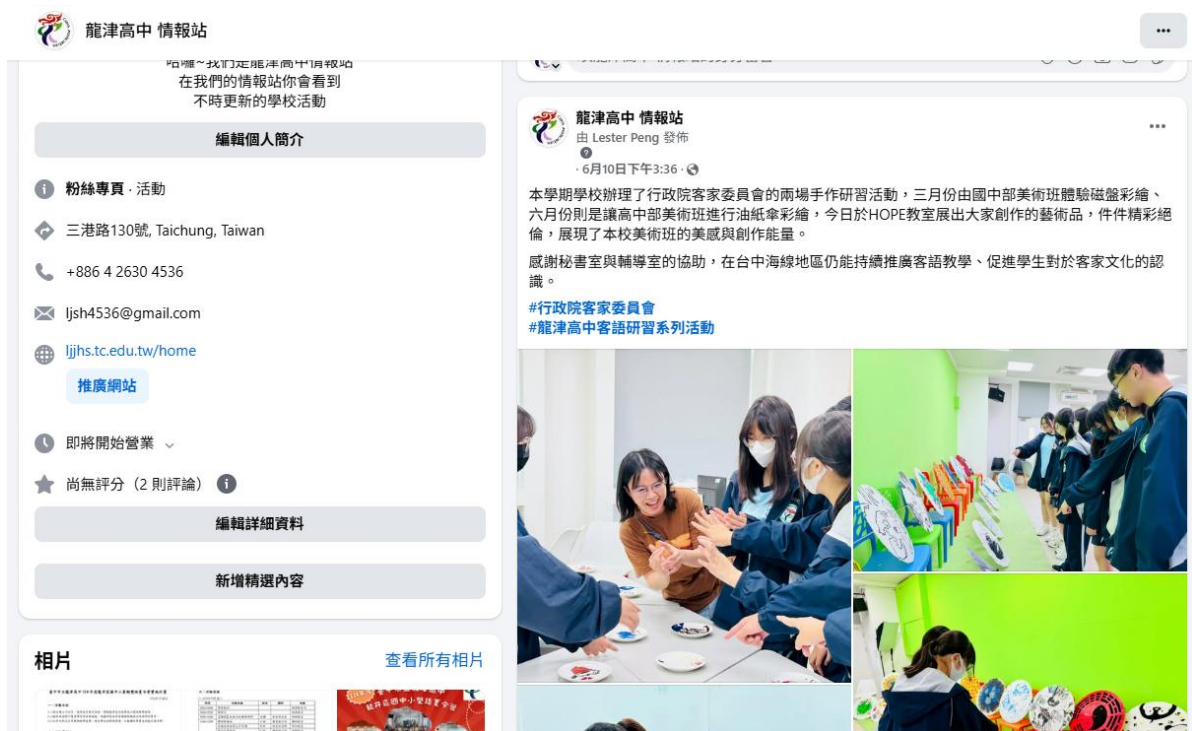 龍津高中 情報站
哈囉~我們是龍津高中情報站
在我們的情報站你會看到
不時更新的學校活動
編輯個人簡介
粉絲專頁 · 活動
三港路130號, Taichung, Taiwan
+886 4 2630 4536
ljsh4536@gmail.com
ljjhs.tc.edu.tw/home
推廣網站
即將開始營業
尚無評分（2 則評論）
編輯詳細資料
新增精選內容
相片
查看所有相片
龍津高中 情報站
由 Lester Peng 發佈
· 6月10日下午3:36 ·
本學期學校辦理了行政院客家委員會的兩場手作研習活動，三月份由國中部美術班體驗磁盤彩繪、
六月份則是讓高中部美術班進行油紙傘彩繪，今日於HOPE教室展出大家創作的藝術品，件件精彩絕
倫，展現了本校美術班的美感與創作能量。
感謝秘書室與輔導室的協助，在台中海線地區仍能持續推廣客語教學、促進學生對於客家文化的認
識。
#行政院客家委員會
#龍津高中客語研習系列活動